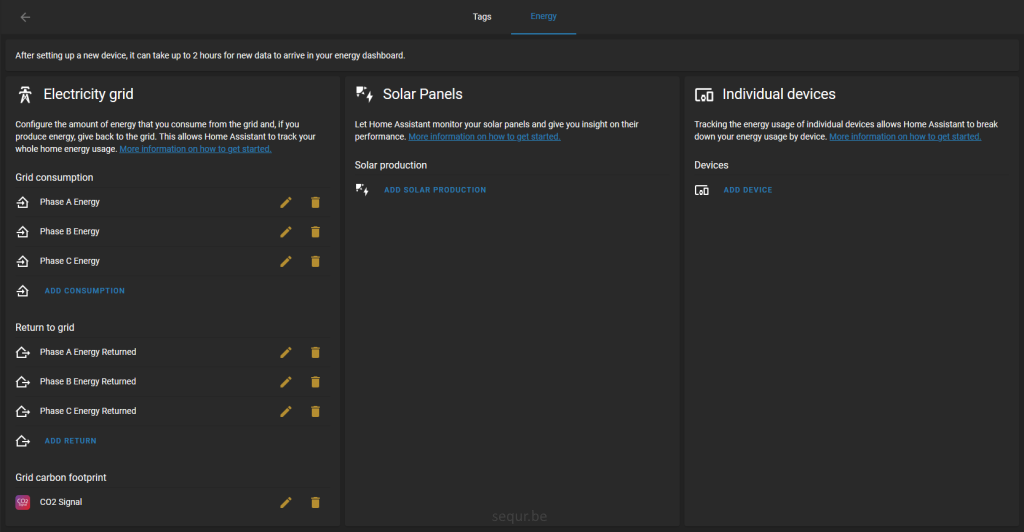 Tags
Energy
After setting up a new device, it can take up to 2 hours for new data to arrive in your energy dashboard.
Electricity grid
Configure the amount of energy that you consume from the grid and, if you
produce energy, give back to the grid. This allows Home Assistant to track your
whole home energy usage. More information on how to get started.
Grid consumption
Phase A Energy
Phase B Energy
Phase C Energy
ADD CONSUMPTION
Return to grid
Phase A Energy Returned
Phase B Energy Returned
Phase C Energy Returned
ADD RETURN
Grid carbon footprint
CO2 Signal
Solar Panels
Let Home Assistant monitor your solar panels and give you insight on their
performance. More information on how to get started.
Solar production
ADD SOLAR PRODUCTION
Individual devices
Tracking the energy usage of individual devices allows Home Assistant to break
down your energy usage by device. More information on how to get started.
Devices
ADD DEVICE
sequr.be